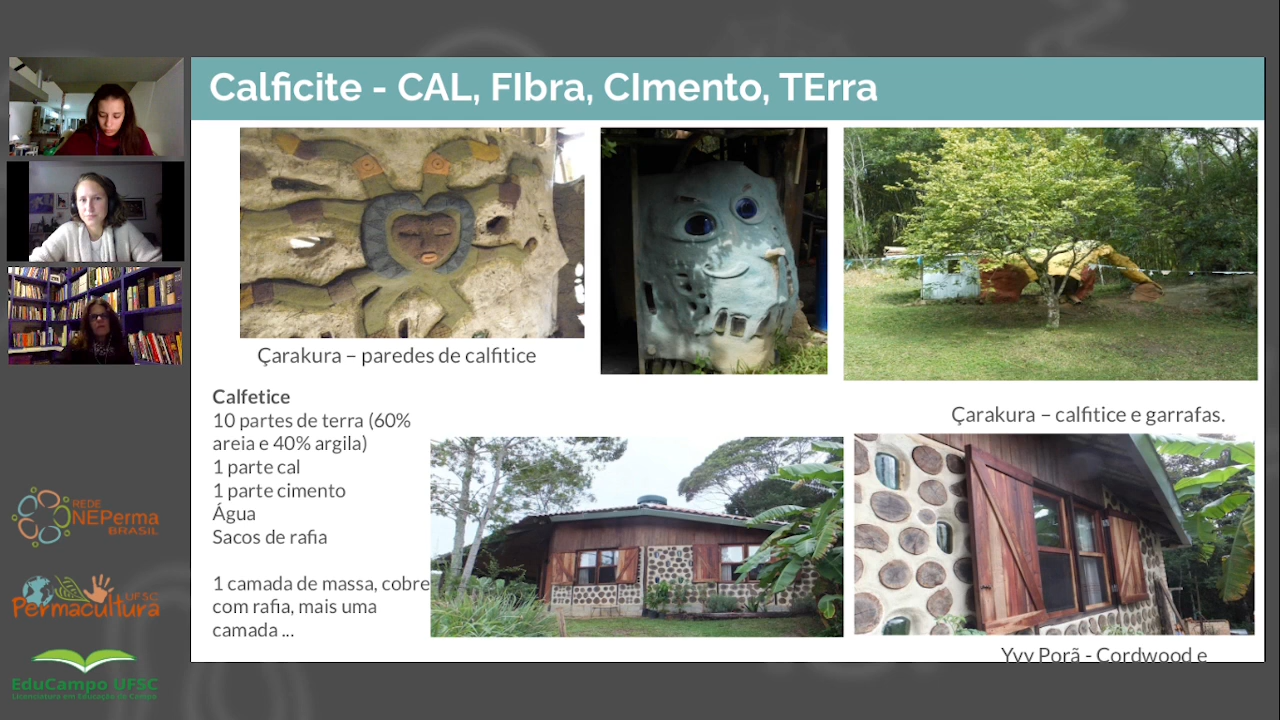 Calficite - CAL, FIbra, CImento, TErra
Çarakura – paredes de calfitice
Calfetice
10 partes de terra (60%
areia e 40% argila)
1 parte cal
1 parte cimento
Água
Sacos de rafia
1 camada de massa, cobre
com rafia, mais uma
camada ...
Çarakura – calfitice e garrafas.
Yvy Porã - Cordwood e
REDE
NEPerma
BRASIL
UFSC
Permacultura
EduCampo UFSC
Licenciatura em Educação do Campo